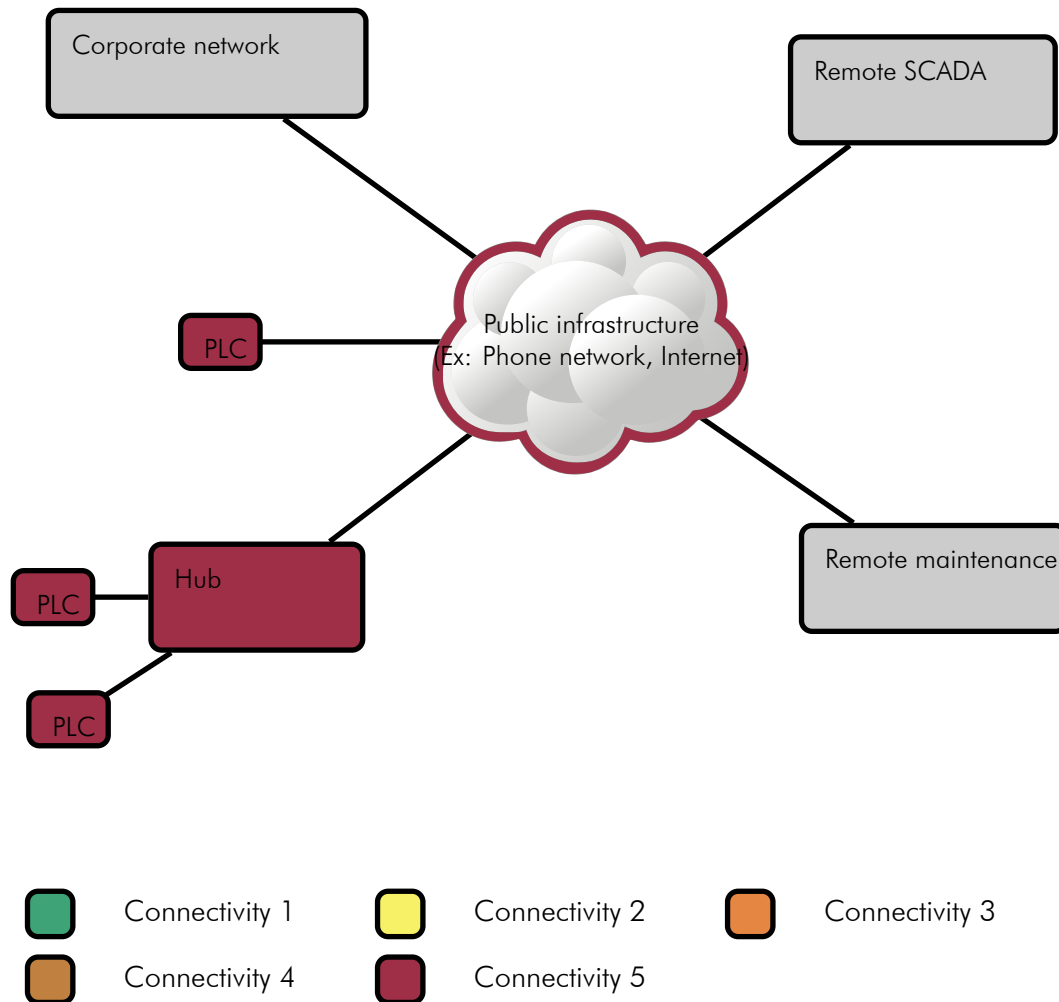 Corporate network
Remote SCADA
Public infrastructure
(Ex: Phone network, Internet)
PLC
Hub
Remote maintenance
PLC
PLC
Connectivity 1
Connectivity 2
Connectivity 3
Connectivity 4
Connectivity 5